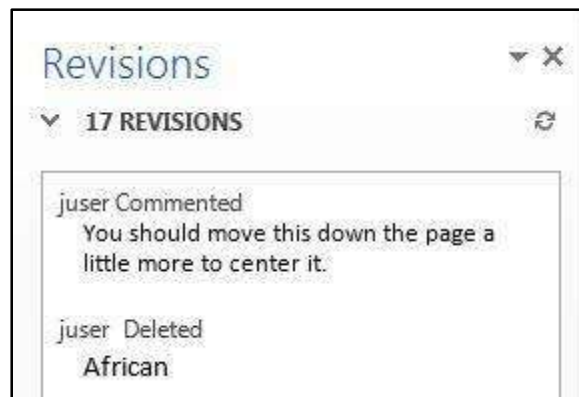 Revisions
17 REVISIONS
juser Commented
You should move this down the page a
little more to center it.
juser Deleted
African